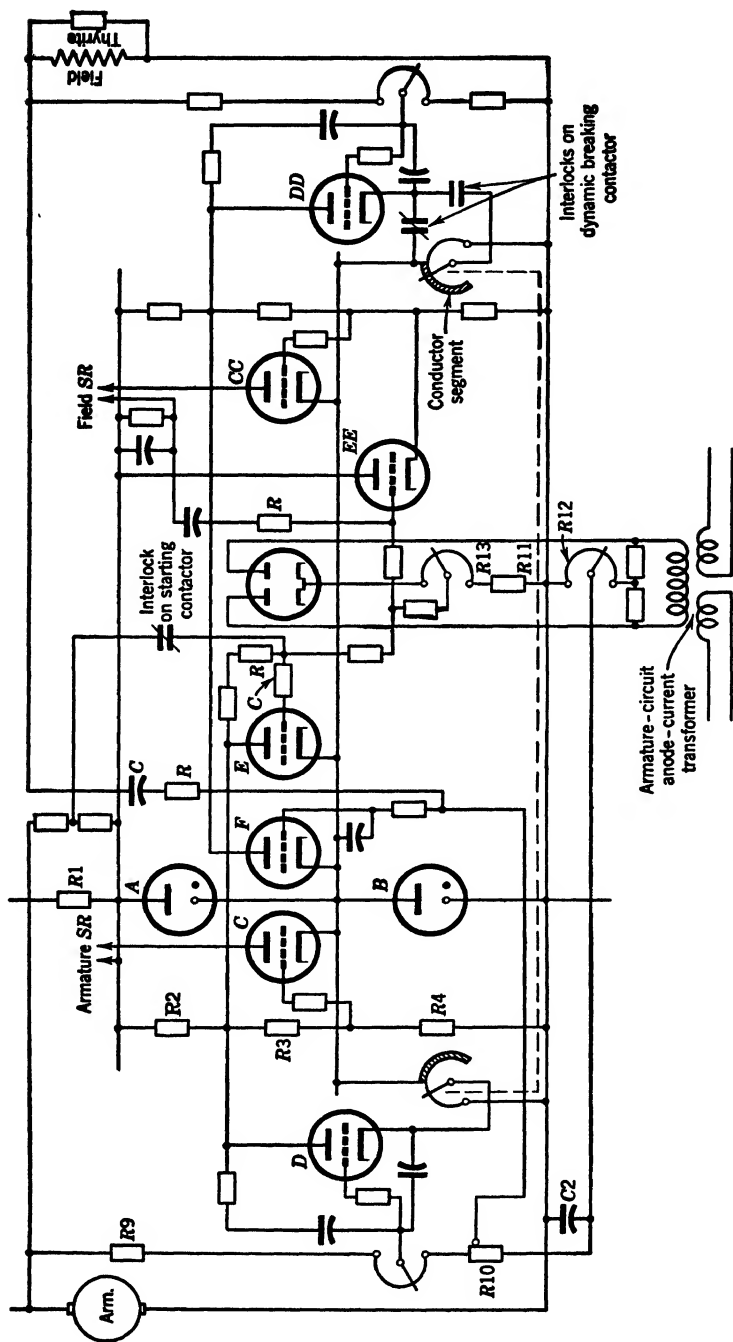 Field
Thyrite
DD
Interlocks on
dynamic breaking
contactor
Field SR
CC
Conductor
segment
EE
R
R12
R13
R11
Interlock
on starting
contactor
R
C
E
C
R
F
R1
A
B
Armature SR
C
R2
R3
R4
D
C2
R9
R10
Arm.
Armature-circuit
anode-current
transformer